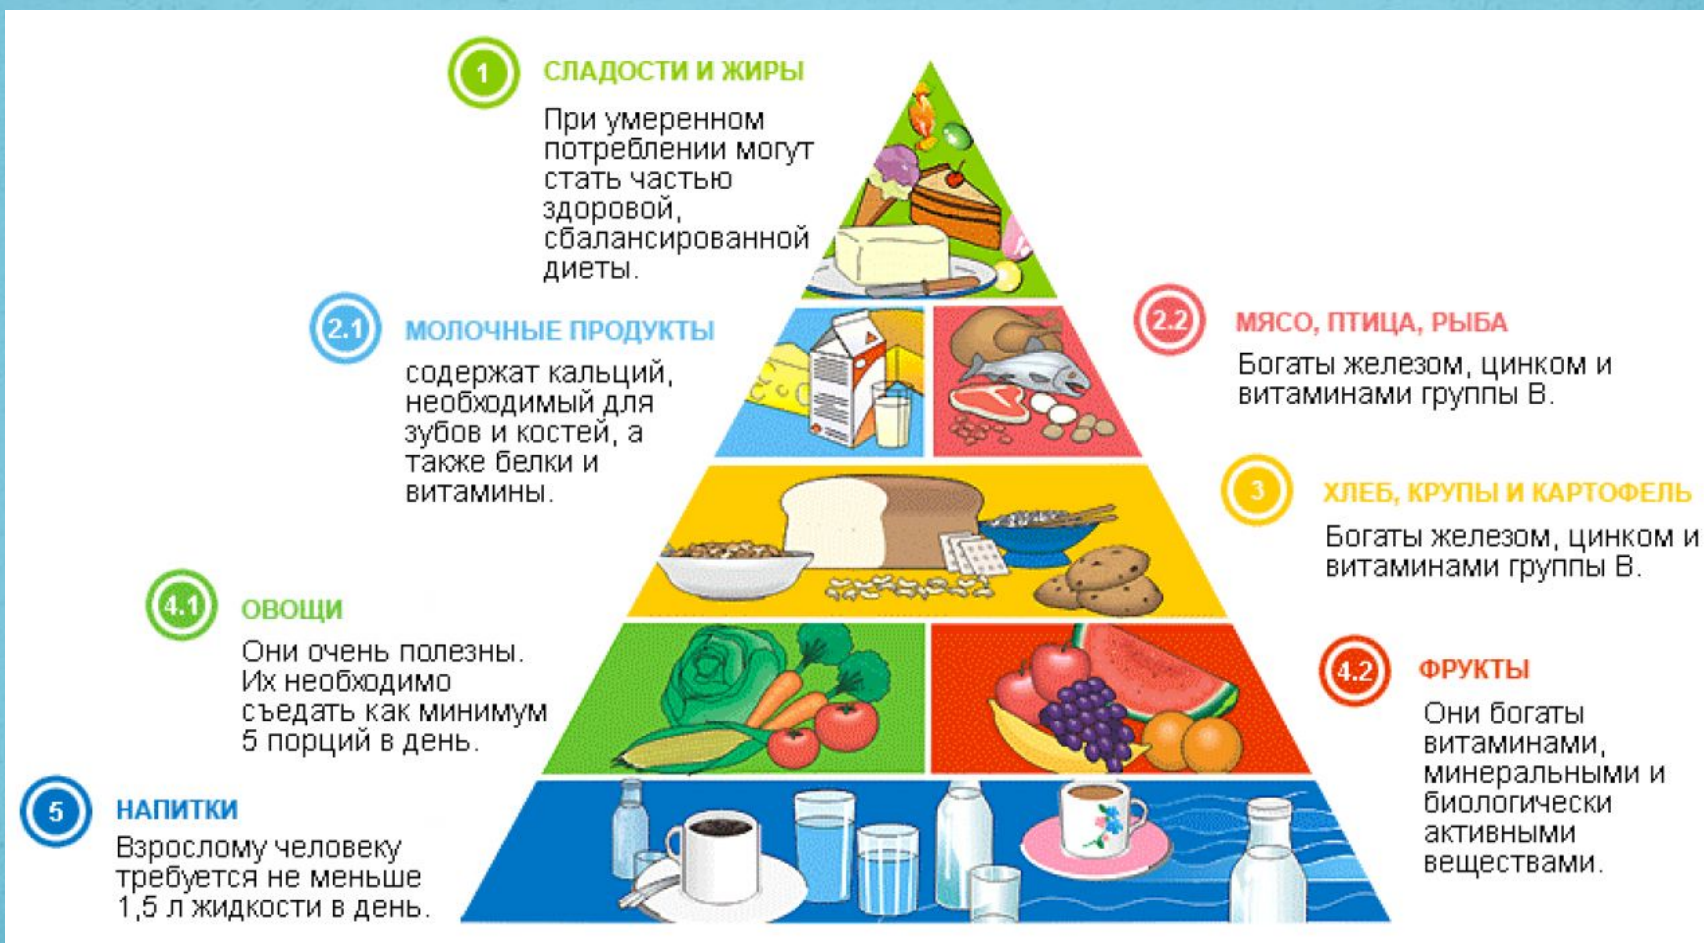 1
СЛАДОСТИ И ЖИРЫ
При умеренном
потреблении могут
стать частью
здоровой,
сбалансированной
диеты.
2.1
МОЛОЧНЫЕ ПРОДУКТЫ
содержат кальций,
необходимый для
зубов и костей, а
также белки и
витамины.
2.2
МЯСО, ПТИЦА, РЫБА
Богаты железом, цинком и
витаминами группы В.
3
ХЛЕБ, КРУПЫ И КАРТОФЕЛЬ
Богаты железом, цинком и
витаминами группы В.
4.1
ОВОЩИ
Они очень полезны.
Их необходимо
съедать как минимум
5 порций в день.
4.2
ФРУКТЫ
Они богаты
витаминами,
минеральными и
биологически
активными
веществами.
5
НАПИТКИ
Взрослому человеку
требуется не меньше
1,5 л жидкости в день.